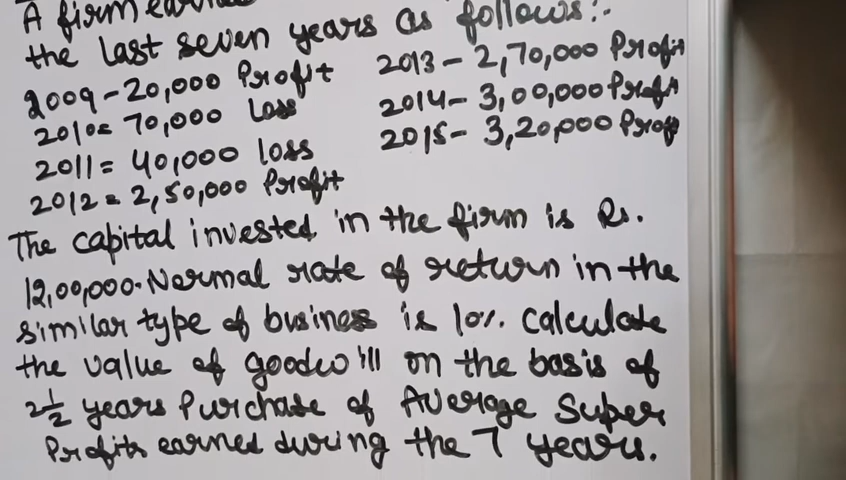 A firm
the last seven years as follows:-
2009-20,000 Profit
2010= 70,000 Loss
2011= 40,000 loss
2012= 2,50,000 Profit
2013- 2,70,000 Profit
2014- 3,00,000 Profit
2015- 3,20,000 Profit
The capital invested in the firm is Rs.
12,00,000. Normal rate of return in the
similar type of business is 10%. Calculate
the value of goodwill on the basis of
2½ years Purchase of Average Super
Profits earned during the 7 years.